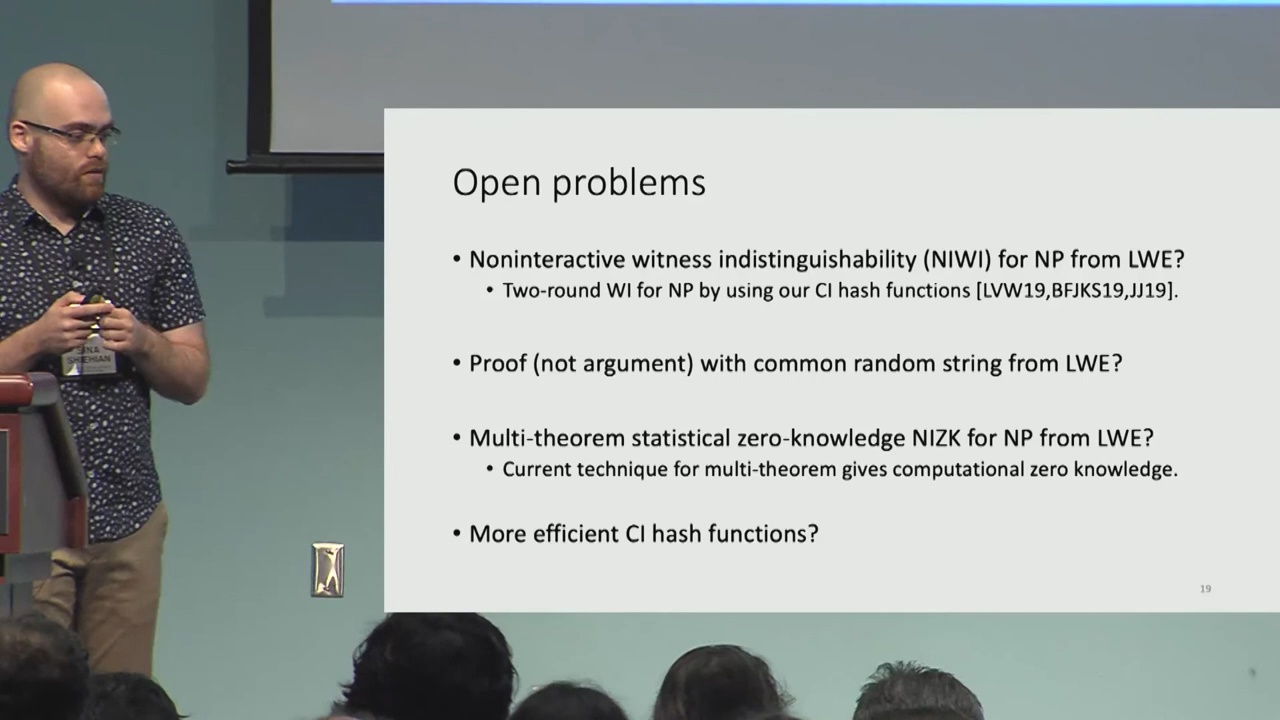 Open problems
• Noninteractive witness indistinguishability (NIWI) for NP from LWE?
• Two-round WI for NP by using our CI hash functions [LVW19,BFJKS19,JJ19].
• Proof (not argument) with common random string from LWE?
• Multi-theorem statistical zero-knowledge NIZK for NP from LWE?
• Current technique for multi-theorem gives computational zero knowledge.
• More efficient CI hash functions?
19
SINA
SHIEHIAN